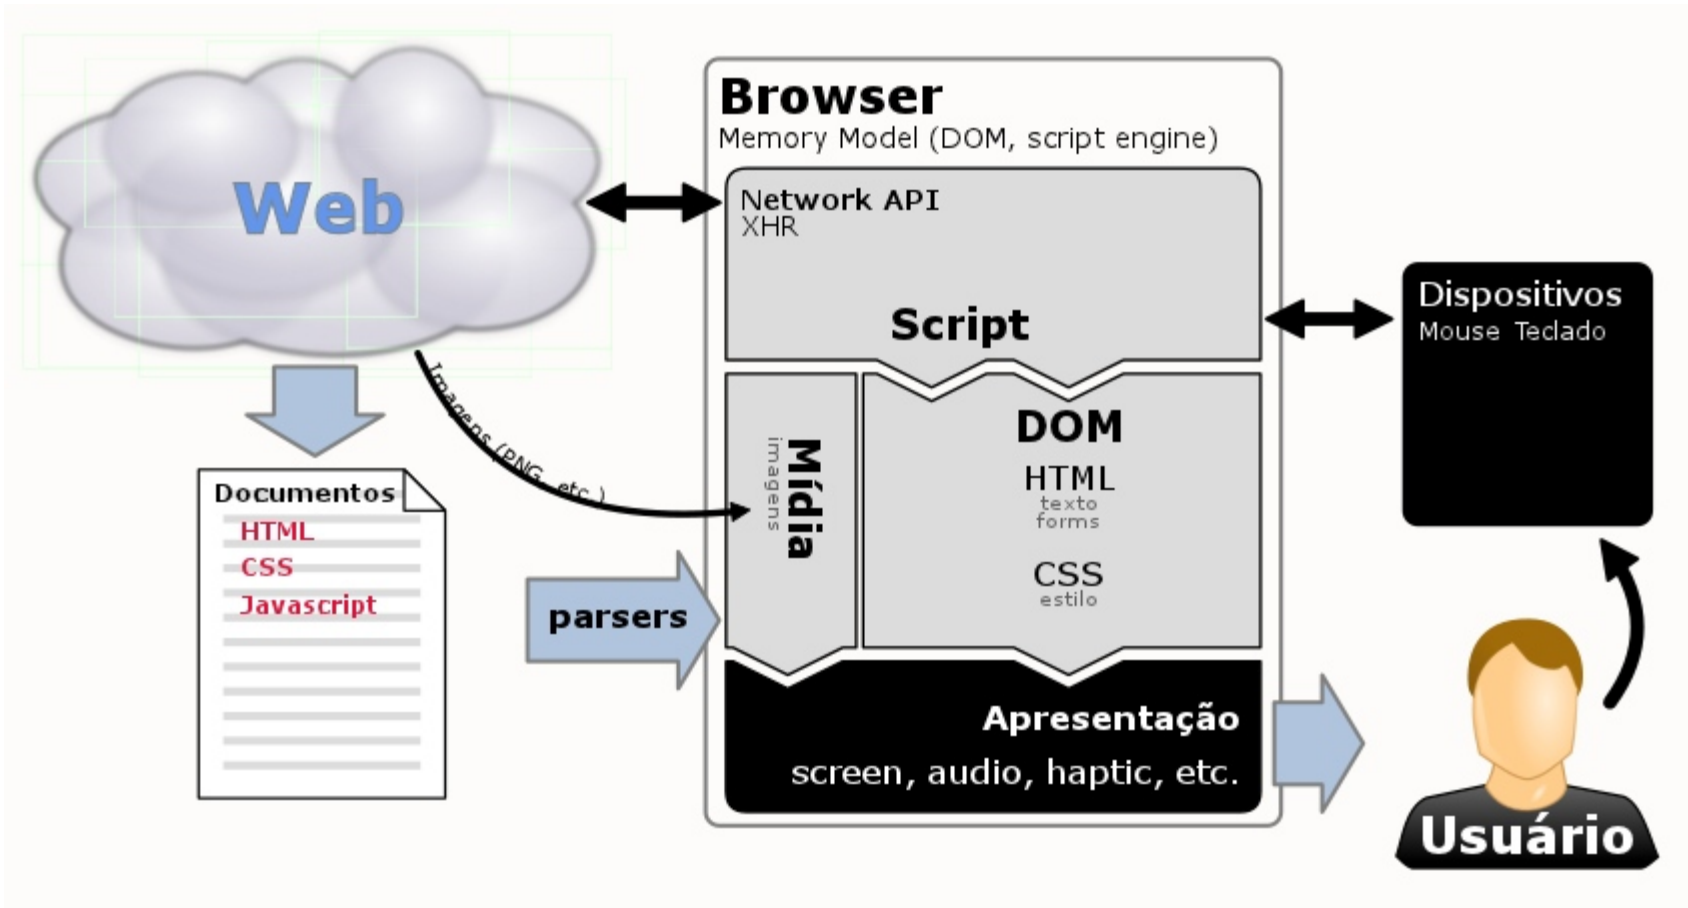 Web
Imagens (PNG, etc.)
Documentos
HTML
CSS
Javascript
parsers
Browser
Memory Model (DOM, script engine)
Network API
XHR
Script
Mídia
imagens
DOM
HTML
texto
forms
CSS
estilo
Apresentação
screen, audio, haptic, etc.
Dispositivos
Mouse Teclado
Usuário